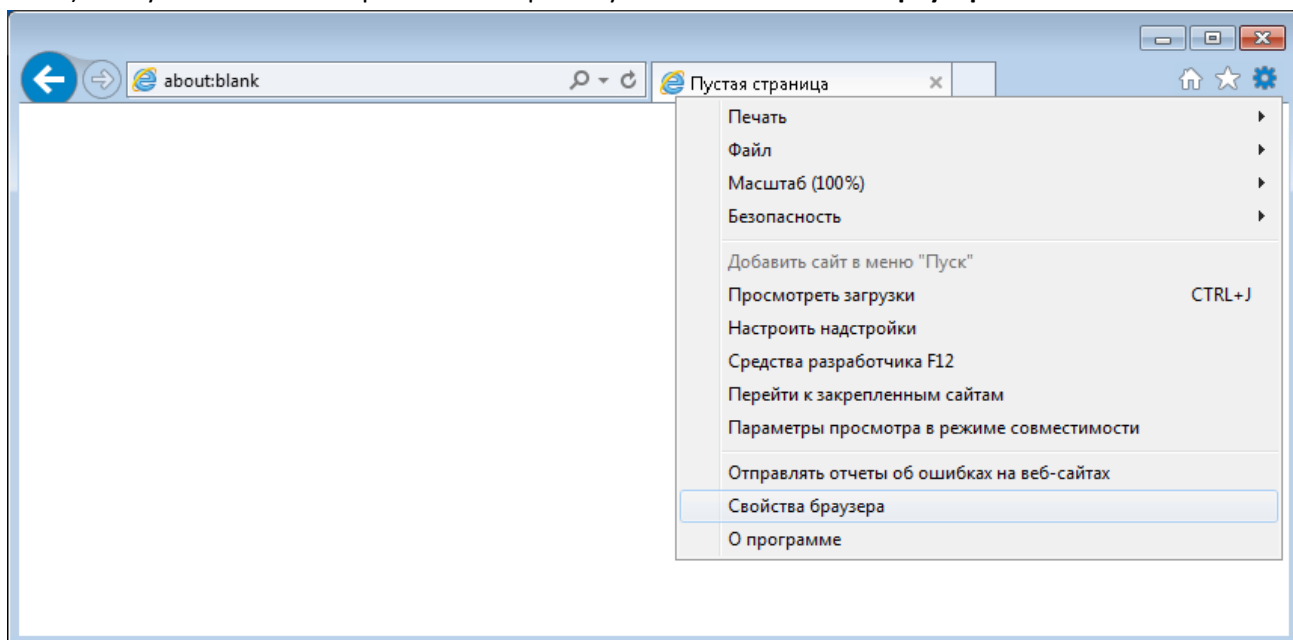 about:blank
Пустая страница
Печать
Файл
Масштаб (100%)
Безопасность
Добавить сайт в меню "Пуск"
Просмотреть загрузки CTRL+J
Настроить надстройки
Средства разработчика F12
Перейти к закрепленным сайтам
Параметры просмотра в режиме совместимости
Отправлять отчеты об ошибках на веб-сайтах
Свойства браузера
О программе